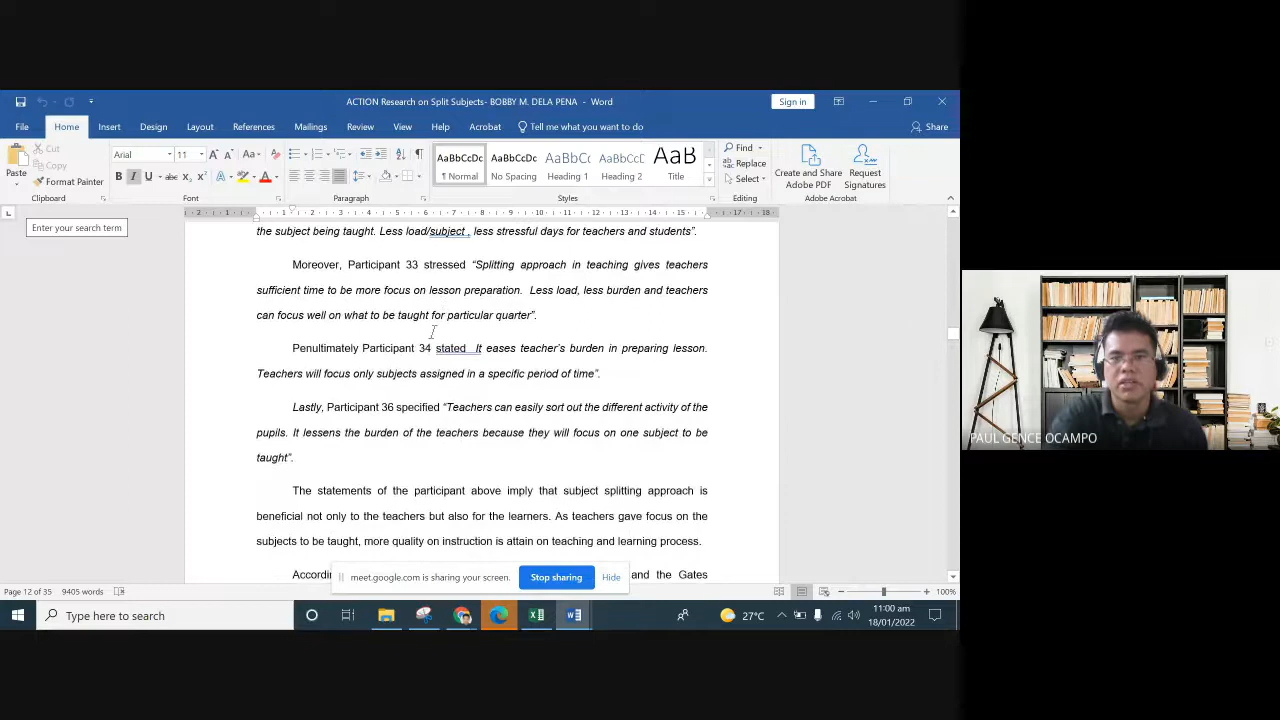 ACTION Research on Split Subjects- BOBBY M. DELA PENA - Word
Sign in
File Home Insert Design Layout References Mailings Review View Help Acrobat Tell me what you want to do Share
Cut
Copy
Paste
Format Painter
Clipboard
Arial 11
Font
Paragraph
AaBbCcDc AaBbCcDc AaBbCc AaBbCcD AaB
¶ Normal No Spacing Heading 1 Heading 2 Title
Styles
Find
Replace
Select
Editing
Create and Share Adobe PDF
Request Signatures
Adobe Acrobat
Enter your search term
the subject being taught. Less load/subject , less stressful days for teachers and students”.
Moreover, Participant 33 stressed “Splitting approach in teaching gives teachers
sufficient time to be more focus on lesson preparation. Less load, less burden and teachers
can focus well on what to be taught for particular quarter”.
Penultimately Participant 34 stated It eases teacher’s burden in preparing lesson.
Teachers will focus only subjects assigned in a specific period of time”.
Lastly, Participant 36 specified “Teachers can easily sort out the different activity of the
pupils. It lessens the burden of the teachers because they will focus on one subject to be
taught”.
The statements of the participant above imply that subject splitting approach is
beneficial not only to the teachers but also for the learners. As teachers gave focus on the
subjects to be taught, more quality on instruction is attain on teaching and learning process.
Accordin and the Gates
meet.google.com is sharing your screen. Stop sharing Hide
Page 12 of 35 9405 words 100%
Type here to search
27°C
11:00 am
18/01/2022
PAUL GENCE OCAMPO